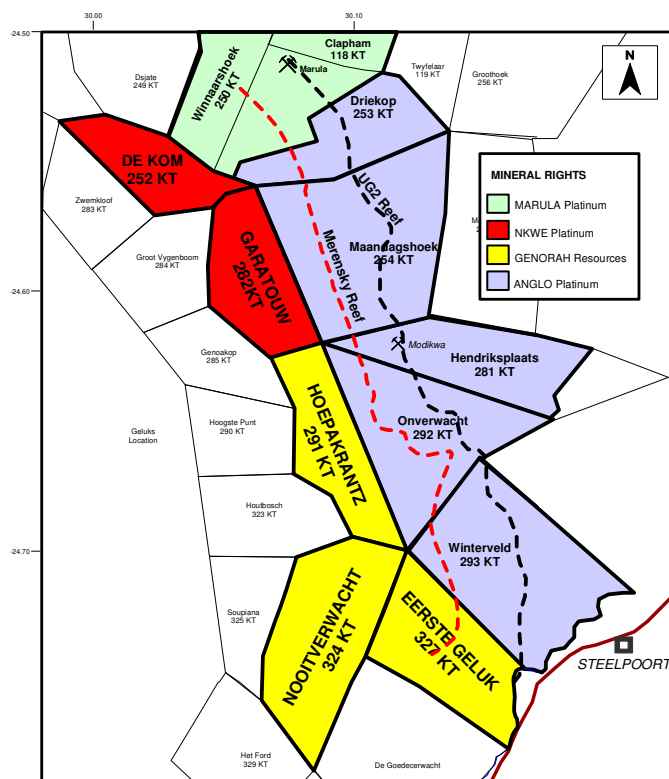 30.00
30.10
-24.50
-24.60
-24.70
Clapham
118 KT
Marula
Winnaarshoek
250 KT
Dsjate
249 KT
Twyfelaar
119 KT
Groothoek
256 KT
N
Driekop
253 KT
DE KOM
252 KT
Zwemkloof
283 KT
UG2 Reef
Merensky Reef
Maandagshoek
254 KT
MINERAL RIGHTS
MARULA Platinum
NKWE Platinum
GENORAH Resources
ANGLO Platinum
Groot Vygenboom
284 KT
GARATOUW
282KT
Modikwa
Genoakop
285 KT
Hendriksplaats
281 KT
HOEPAKRANTZ
291 KT
Geluks
Location
Hoogste Punt
290 KT
Onverwacht
292 KT
Houtbosch
323 KT
Winterveld
293 KT
Soupiana
325 KT
NOOITVERWACHT
324 KT
EERSTE GELUK
327 KT
STEELPOORT
Het Ford
329 KT
De Goedecerwacht